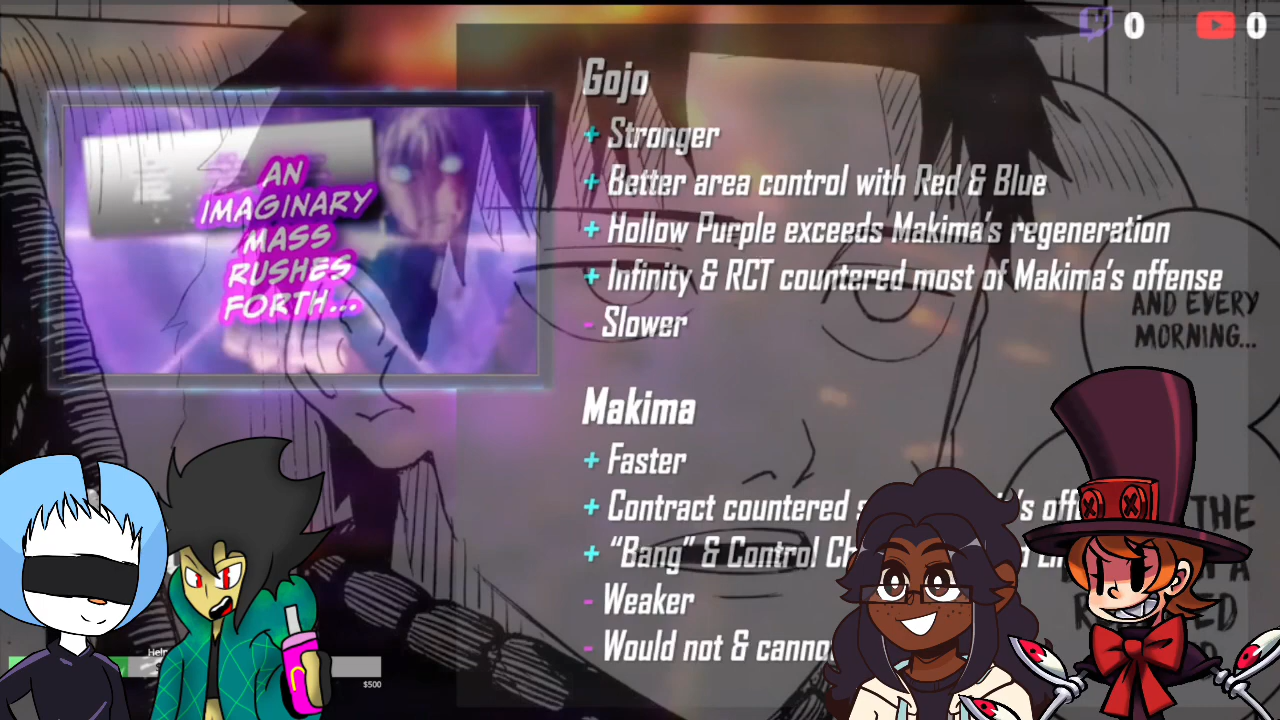 0
0
Gojo
+ Stronger
+ Better area control with Red & Blue
+ Hollow Purple exceeds Makima's regeneration
+ Infinity & RCT countered most of Makima's offense
- Slower
AN
IMAGINARY
MASS
RUSHES
FORTH...
AND EVERY
MORNING...
Makima
+ Faster
+ Contract countered
+ "Bang" & Control
- Weaker
- Would not &
THE
A
$500